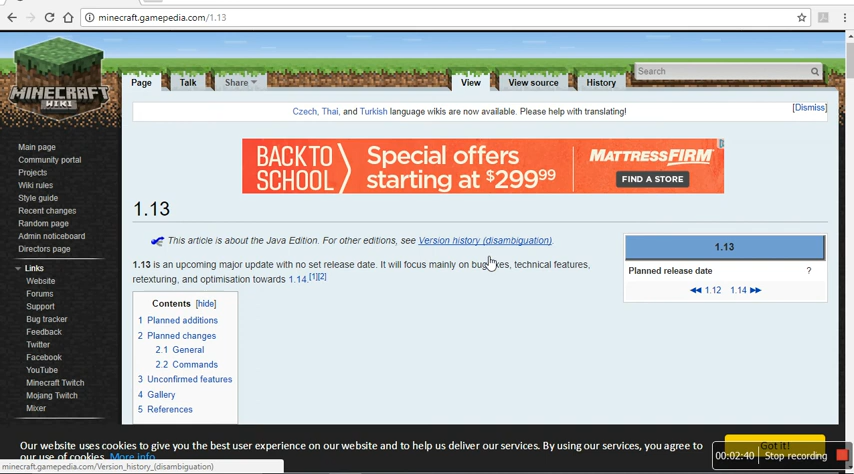 minecraft.gamepedia.com/1.13
MINECRAFT
WIKI
Page
Talk
Share
View
View source
History
Search
Czech, Thai, and Turkish language wikis are now available. Please help with translating!
[Dismiss]
BACK TO SCHOOL
Special offers starting at $299.99
MATTRESS FIRM
FIND A STORE
Main page
Community portal
Projects
Wiki rules
Style guide
Recent changes
Random page
Admin noticeboard
Directors page
Links
Website
Forums
Support
Bug tracker
Feedback
Twitter
Facebook
YouTube
Minecraft Twitch
Mojang Twitch
Mixer
1.13
This article is about the Java Edition. For other editions, see Version history (disambiguation).
1.13 is an upcoming major update with no set release date. It will focus mainly on technical features,
retexturing, and optimisation towards 1.14.[1][2]
Contents [hide]
1 Planned additions
2 Planned changes
2.1 General
2.2 Commands
3 Unconfirmed features
4 Gallery
5 References
1.13
Planned release date ?
◄◄ 1.12 1.14 ►►
Our website uses cookies to give you the best user experience on our website and to help us deliver our services. By using our services, you agree to
our use of cookies. More info
Got it!
00:02:40 Stop recording
minecraft.gamepedia.com/Version_history_(disambiguation)